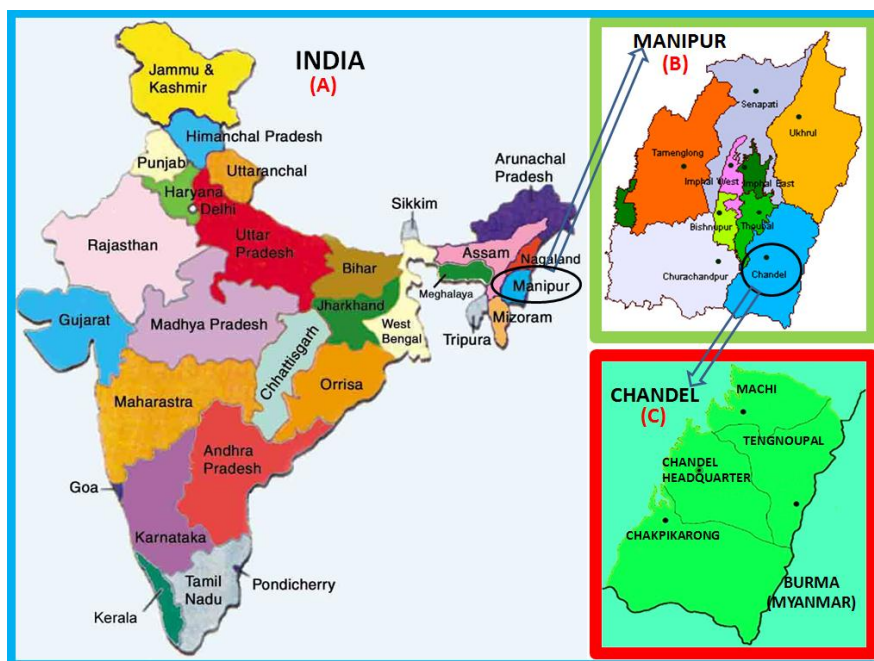 INDIA
(A)
Jammu &
Kashmir
Himanchal Pradesh
Punjab
Uttaranchal
Haryana
Delhi
Rajasthan
Uttar
Pradesh
Sikkim
Arunachal
Pradesh
Assam
Nagaland
Bihar
Meghalaya
Manipur
Gujarat
Madhya Pradesh
Jharkhand
West
Bengal
Tripura
Mizoram
Chhattisgarh
Orrisa
Maharastra
Andhra
Pradesh
Goa
Karnataka
Tamil
Nadu
Pondicherry
Kerala
MANIPUR
(B)
Senapati
Ukhrul
Tamenglong
Imphal West
Imphal East
Bishnupur
Thoubal
Churachandpur
Chandel
CHANDEL
(C)
MACHI
TENGNOUPAL
CHANDEL
HEADQUARTER
CHAKPIKARONG
BURMA
(MYANMAR)